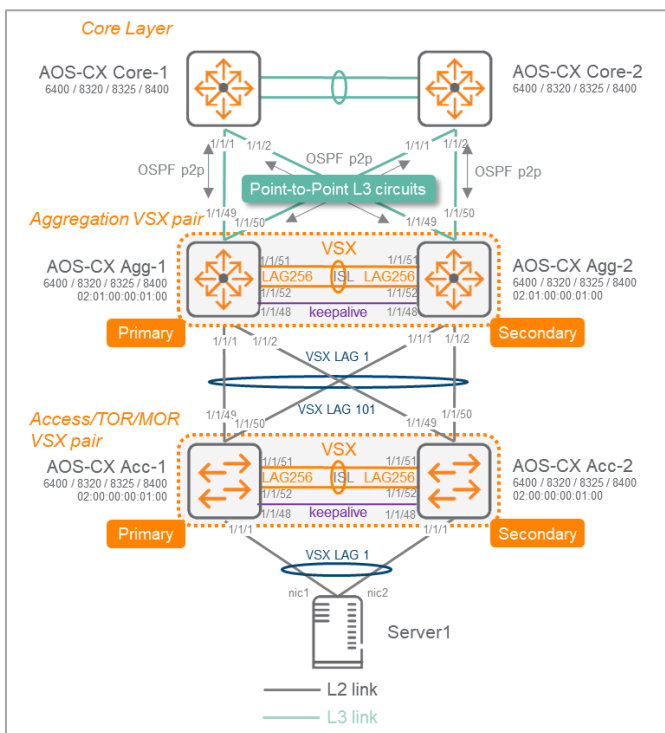 Core Layer
AOS-CX Core-1
6400 / 8320 / 8325 / 8400
AOS-CX Core-2
6400 / 8320 / 8325 / 8400
1/1/1
1/1/2
1/1/1
1/1/2
OSPF p2p
OSPF p2p
OSPF p2p
OSPF p2p
Point-to-Point L3 circuits
1/1/49
1/1/50
1/1/49
1/1/50
Aggregation VSX pair
VSX
AOS-CX Agg-1
6400 / 8320 / 8325 / 8400
02:01:00:00:01:00
1/1/51
1/1/51
LAG256
ISL
LAG256
1/1/52
1/1/52
1/1/48
keepalive
1/1/48
AOS-CX Agg-2
6400 / 8320 / 8325 / 8400
02:01:00:00:01:00
Primary
Secondary
1/1/1
1/1/2
1/1/1
1/1/2
VSX LAG 1
VSX LAG 101
1/1/49
1/1/50
1/1/49
1/1/50
Access/TOR/MOR
VSX pair
VSX
AOS-CX Acc-1
6400 / 8320 / 8325 / 8400
02:00:00:00:01:00
1/1/51
1/1/51
LAG256
ISL
LAG256
1/1/52
1/1/52
1/1/48
keepalive
1/1/48
AOS-CX Acc-2
6400 / 8320 / 8325 / 8400
02:00:00:00:01:00
Primary
Secondary
1/1/1
1/1/1
VSX LAG 1
nic1
nic2
Server1
L2 link
L3 link